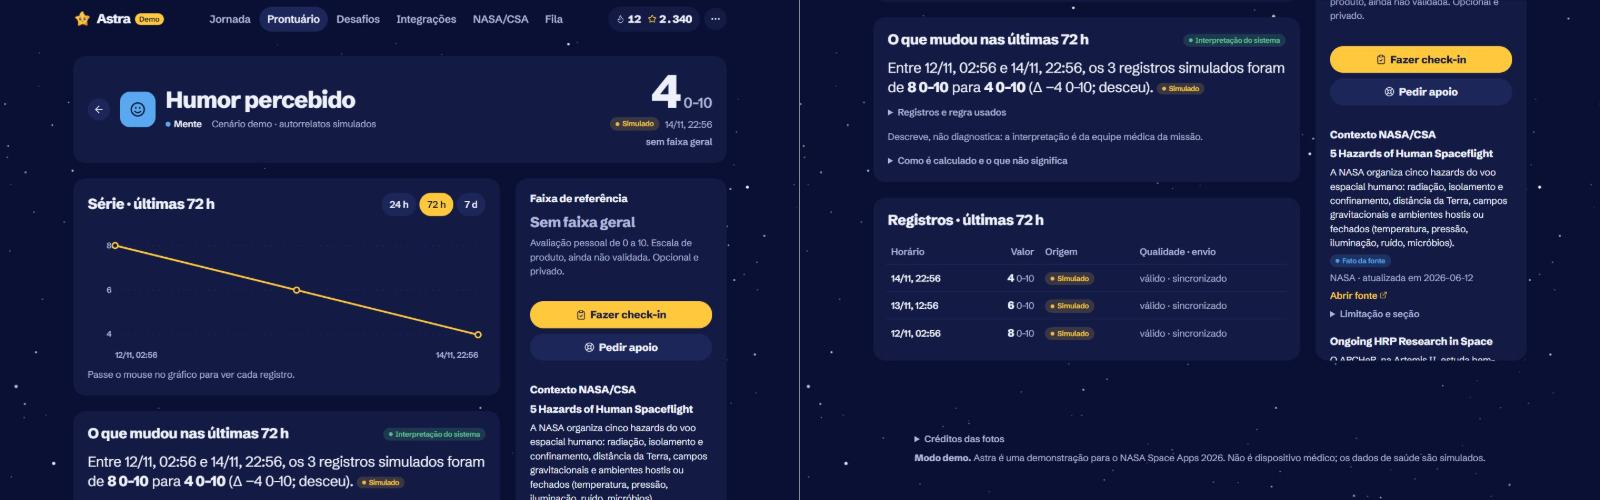 Astra Demo
Jornada Prontuário Desafios Integrações NASA/CSA Fila
12 2.340
Humor percebido
Mente Cenário demo · autorrelatos simulados
4 0-10
Simulado 14/11, 22:56
sem faixa geral
Série · últimas 72 h
24 h 72 h 7 d
8
6
4
12/11, 02:56 14/11, 22:56
Passe o mouse no gráfico para ver cada registro.
O que mudou nas últimas 72 h
Interpretação do sistema
Entre 12/11, 02:56 e 14/11, 22:56, os 3 registros simulados foram
de 8 0-10 para 4 0-10 (Δ −4 0-10; desceu). Simulado
Faixa de referência
Sem faixa geral
Avaliação pessoal de 0 a 10. Escala de
produto, ainda não validada. Opcional e
privado.
Fazer check-in
Pedir apoio
Contexto NASA/CSA
5 Hazards of Human Spaceflight
A NASA organiza cinco hazards do voo
espacial humano: radiação, isolamento e
confinamento, distância da Terra, campos
gravitacionais e ambientes hostis ou
fechados (temperatura, pressão,
iluminação, ruído, micróbios).
O que mudou nas últimas 72 h
Interpretação do sistema
Entre 12/11, 02:56 e 14/11, 22:56, os 3 registros simulados foram
de 8 0-10 para 4 0-10 (Δ −4 0-10; desceu). Simulado
Registros e regra usados
Descreve, não diagnostica: a interpretação é da equipe médica da missão.
Como é calculado e o que não significa
Registros · últimas 72 h
Horário Valor Origem Qualidade · envio
14/11, 22:56 4 0-10 Simulado válido · sincronizado
13/11, 12:56 6 0-10 Simulado válido · sincronizado
12/11, 02:56 8 0-10 Simulado válido · sincronizado
produto, ainda não validada. Opcional e
privado.
Fazer check-in
Pedir apoio
Contexto NASA/CSA
5 Hazards of Human Spaceflight
A NASA organiza cinco hazards do voo
espacial humano: radiação, isolamento e
confinamento, distância da Terra, campos
gravitacionais e ambientes hostis ou
fechados (temperatura, pressão,
iluminação, ruído, micróbios).
Fato da fonte
NASA · atualizada em 2026-06-12
Abrir fonte
Limitação e seção
Ongoing HRP Research in Space
Créditos das fotos
Modo demo. Astra é uma demonstração para o NASA Space Apps 2026. Não é dispositivo médico; os dados de saúde são simulados.